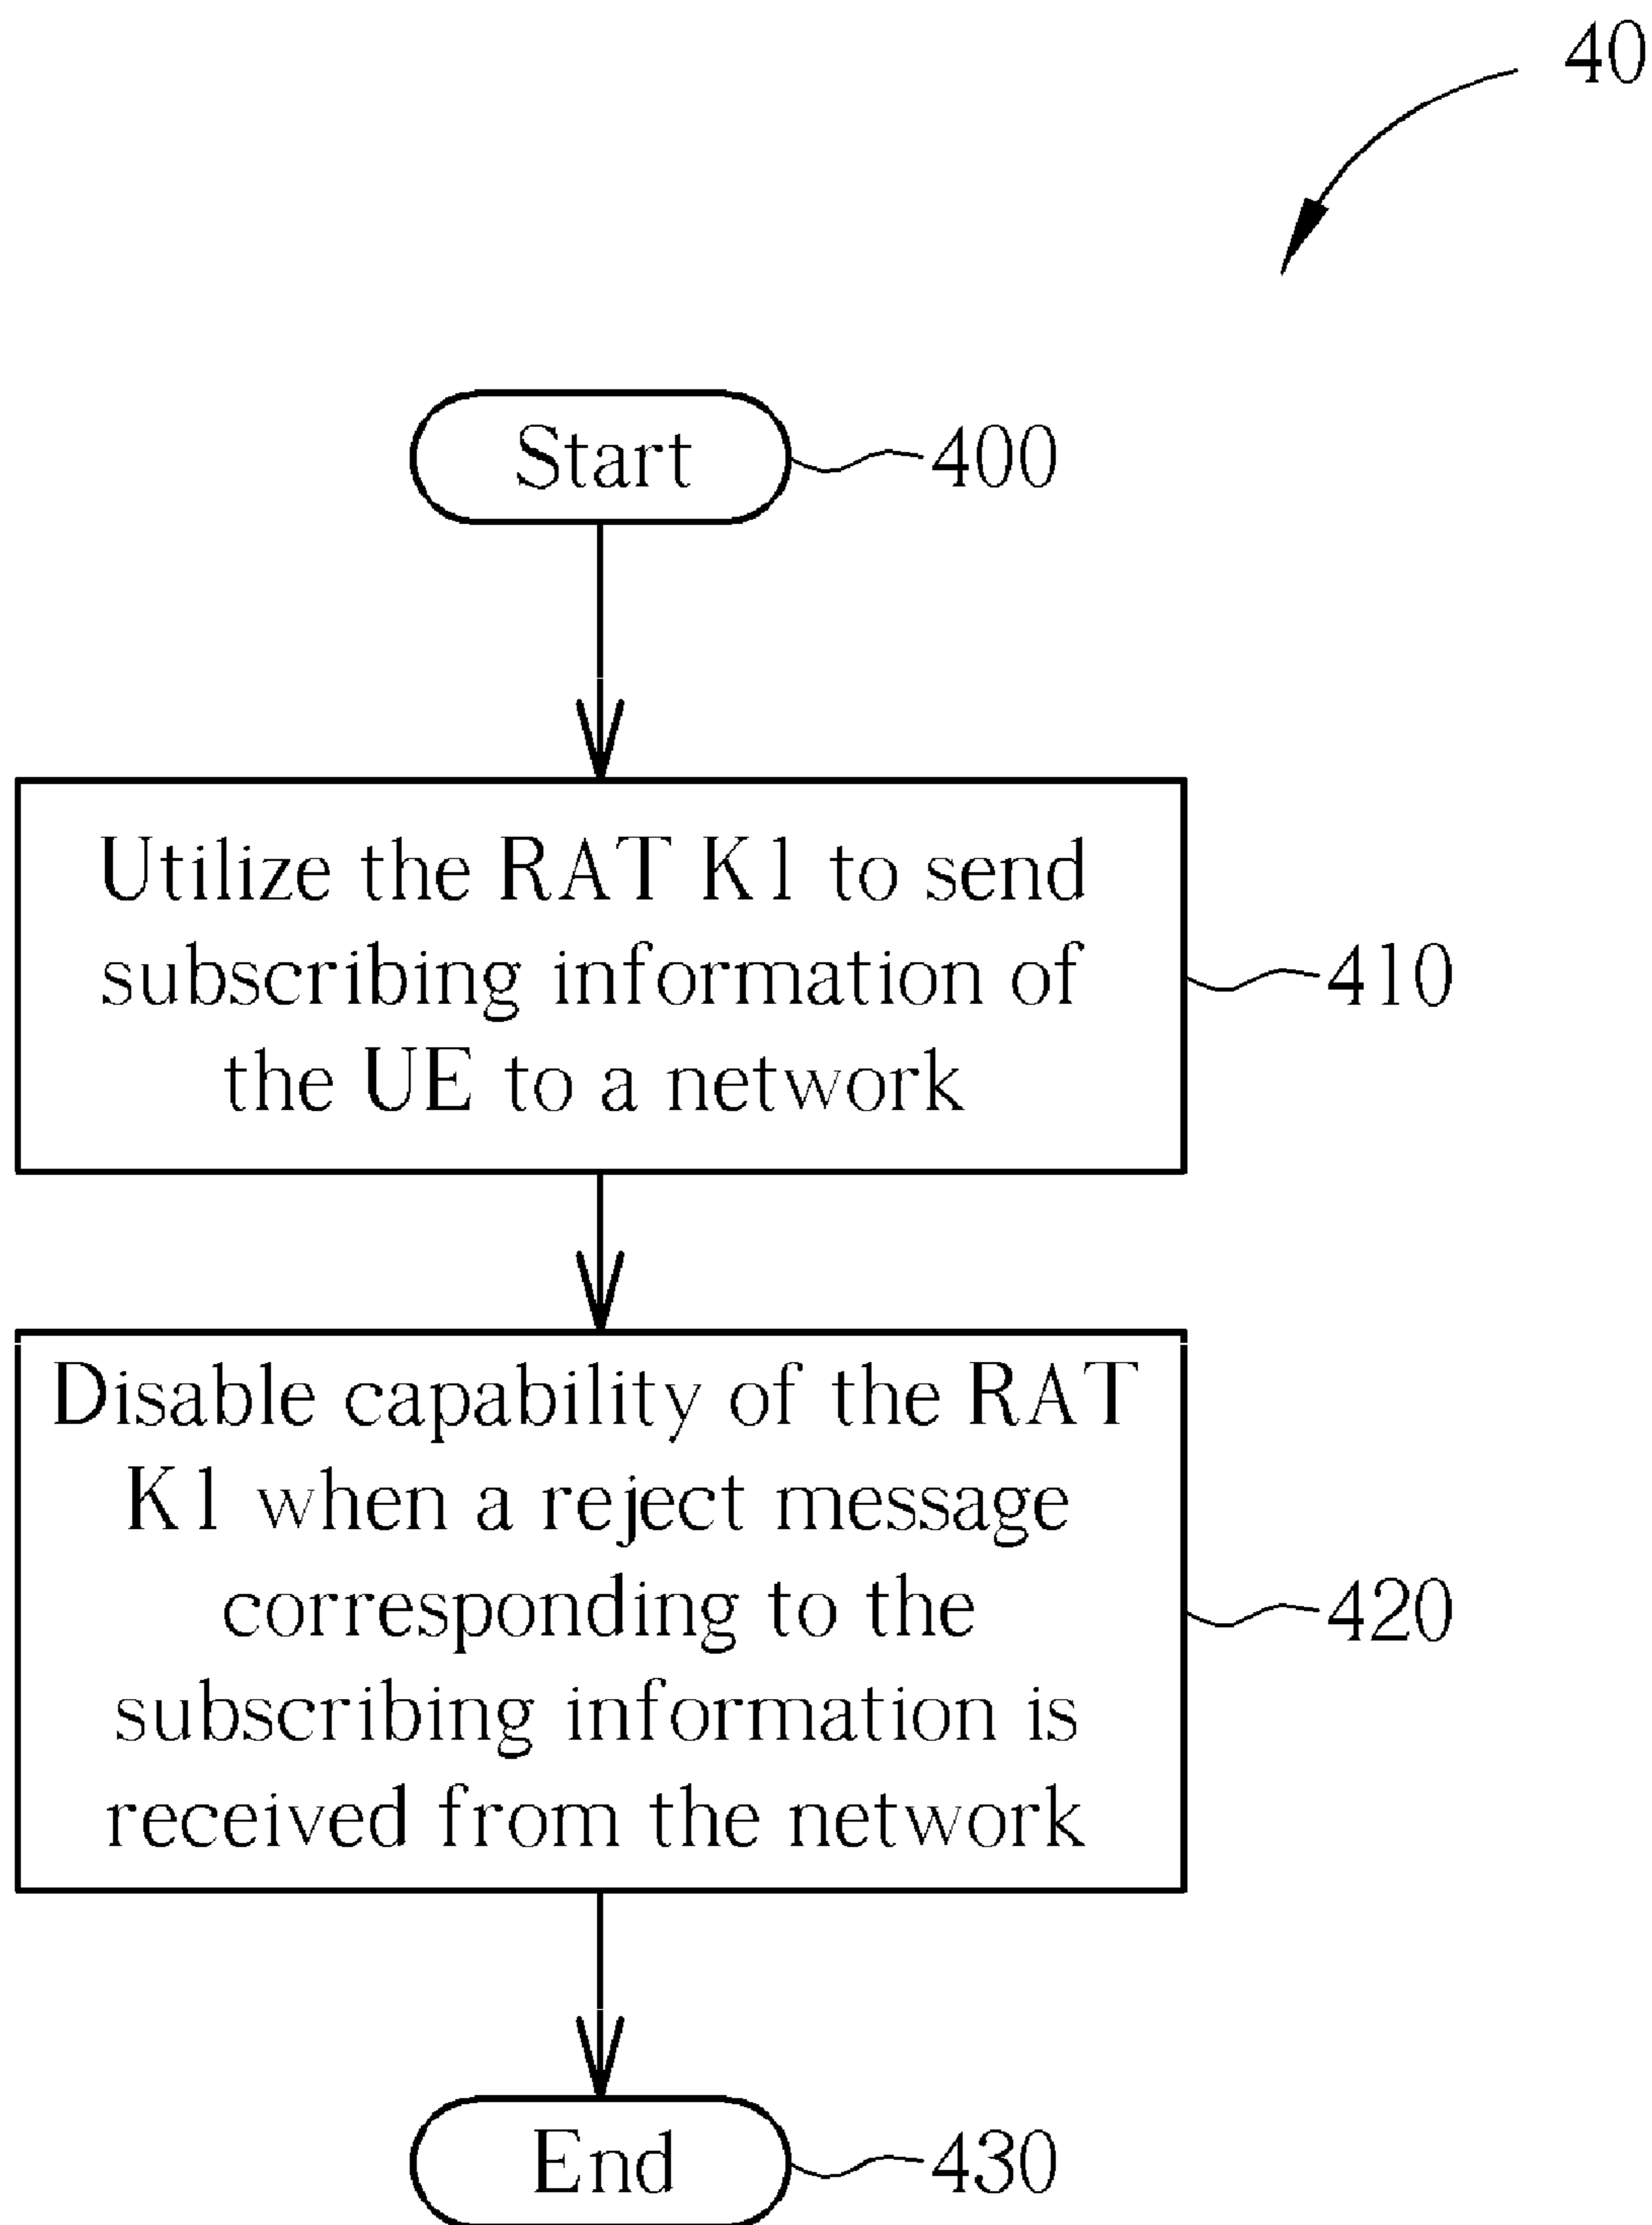 40
Start
400
Utilize the RAT K1 to send
subscribing information of
the UE to a network
410
Disable capability of the RAT
K1 when a reject message
corresponding to the
subscribing information is
received from the network
420
End
430